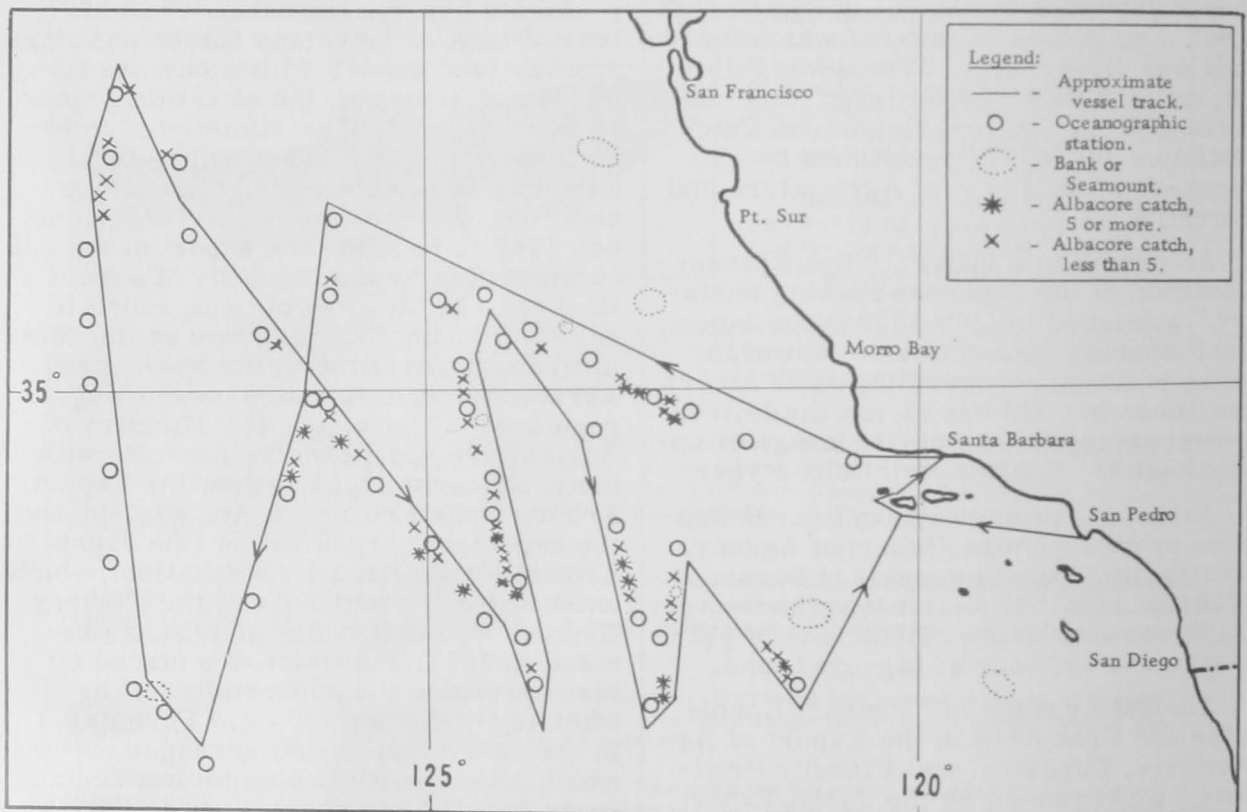 San Francisco
Pt. Sur
Morro Bay
Santa Barbara
San Pedro
San Diego
35
125°
120°
Legend:
Approximate
vessel track.
- Oceanographic
station.
- Bank or
Seamount.
- Albacore catch,
5 or more.
- Albacore catch,
less than 5.